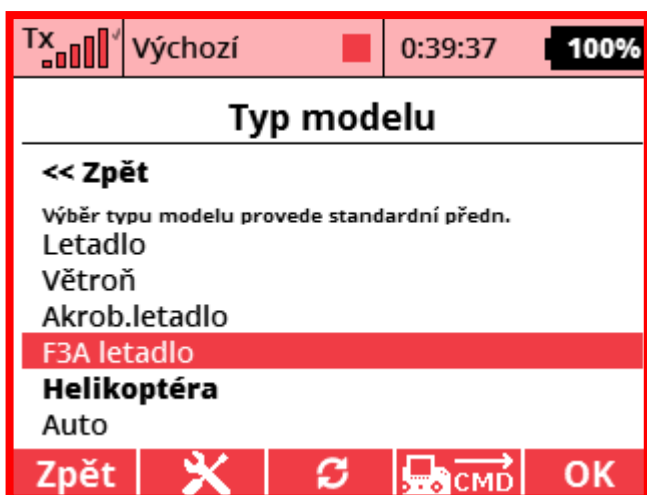 Tx Výchozí 0:39:37 100%
Typ modelu
<< Zpět
Výběr typu modelu provede standardní předn.
Letadlo
Větroň
Akrob.letadlo
F3A letadlo
Helikoptéra
Auto
Zpět CMD OK